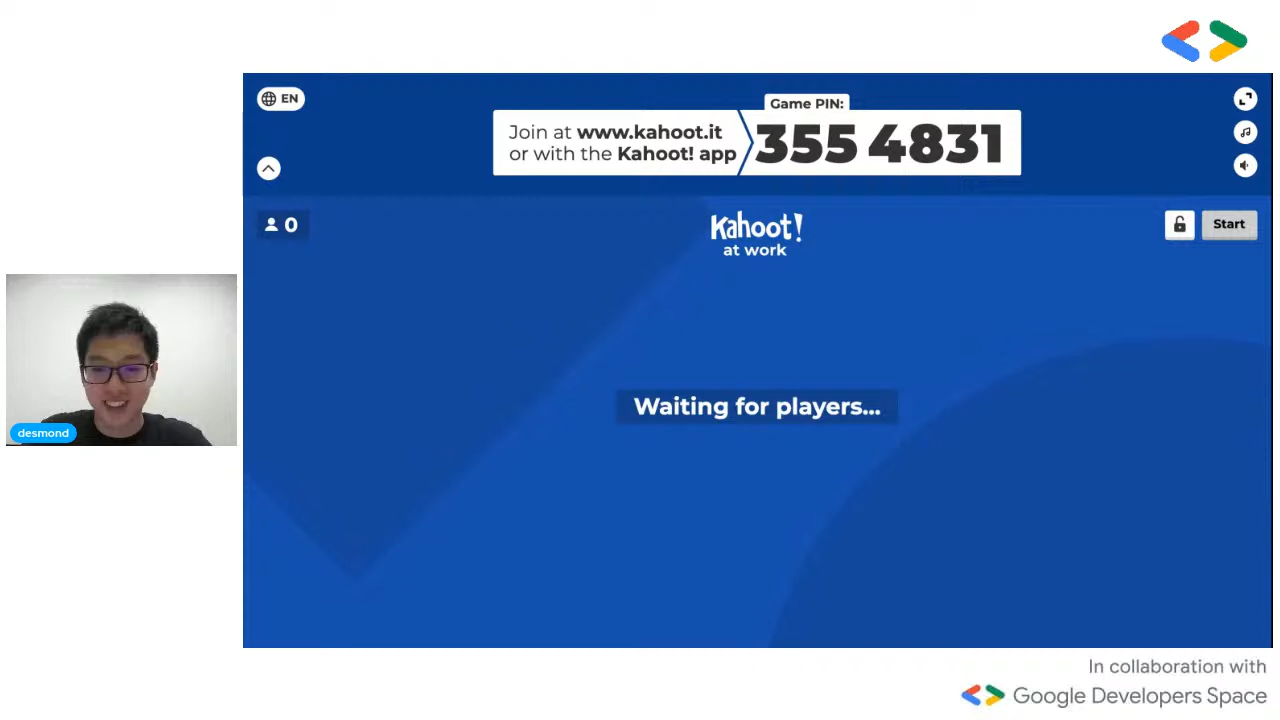 EN
Game PIN:
Join at www.kahoot.it
or with the Kahoot! app
355 4831
0
Kahoot!
at work
Start
Waiting for players...
desmond
In collaboration with
Google Developers Space